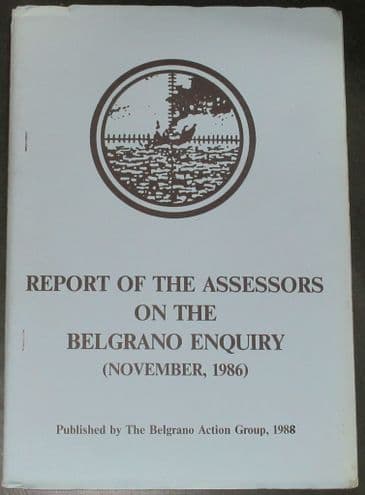 REPORT OF THE ASSESSORS
ON THE
BELGRANO ENQUIRY
(NOVEMBER, 1986)
Published by The Belgrano Action Group, 1988